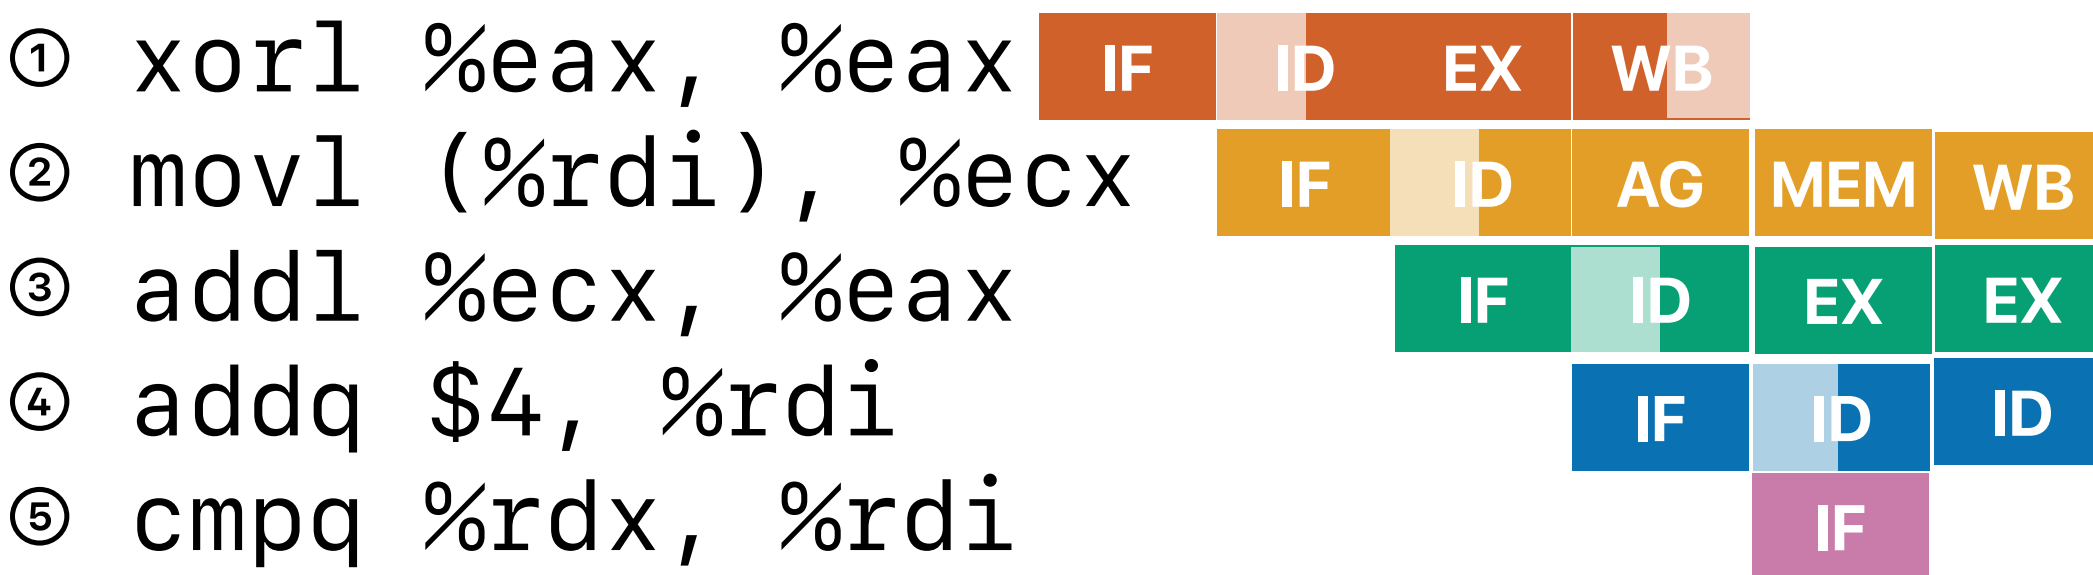 ① xorl %eax, %eax IF ID EX WB
② movl (%rdi), %ecx IF ID AG MEM WB
③ addl %ecx, %eax IF ID EX EX
④ addq $4, %rdi IF ID ID
⑤ cmpq %rdx, %rdi IF